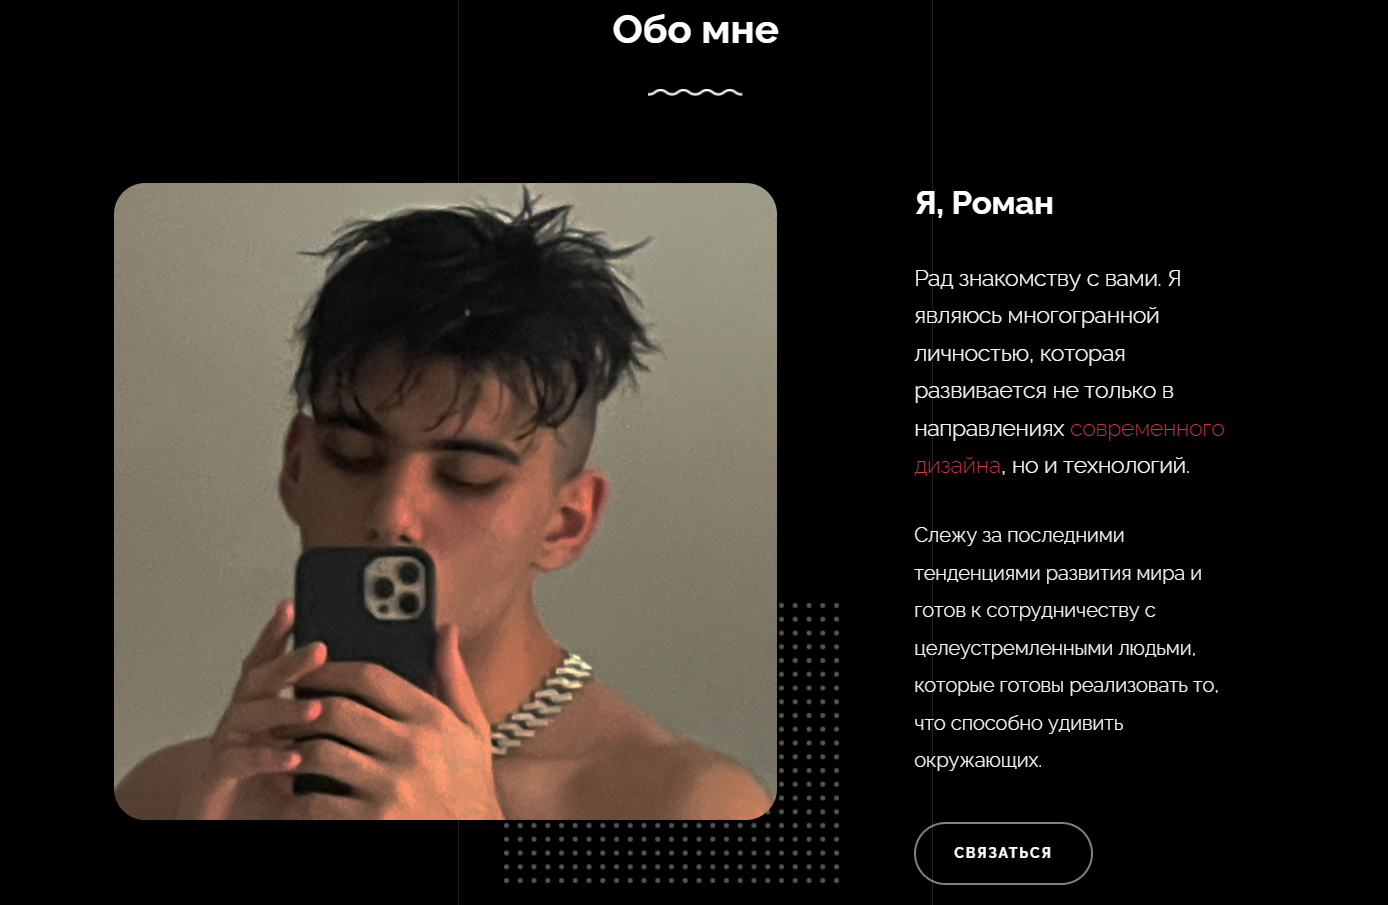 Обо мне
Я, Роман
Рад знакомству с вами. Я
являюсь многогранной
личностью, которая
развивается не только в
направлениях современного
дизайна, но и технологий.
Слежу за последними
тенденциями развития мира и
готов к сотрудничеству с
целеустремленными людьми,
которые готовы реализовать то,
что способно удивить
окружающих.
СВЯЗАТЬСЯ